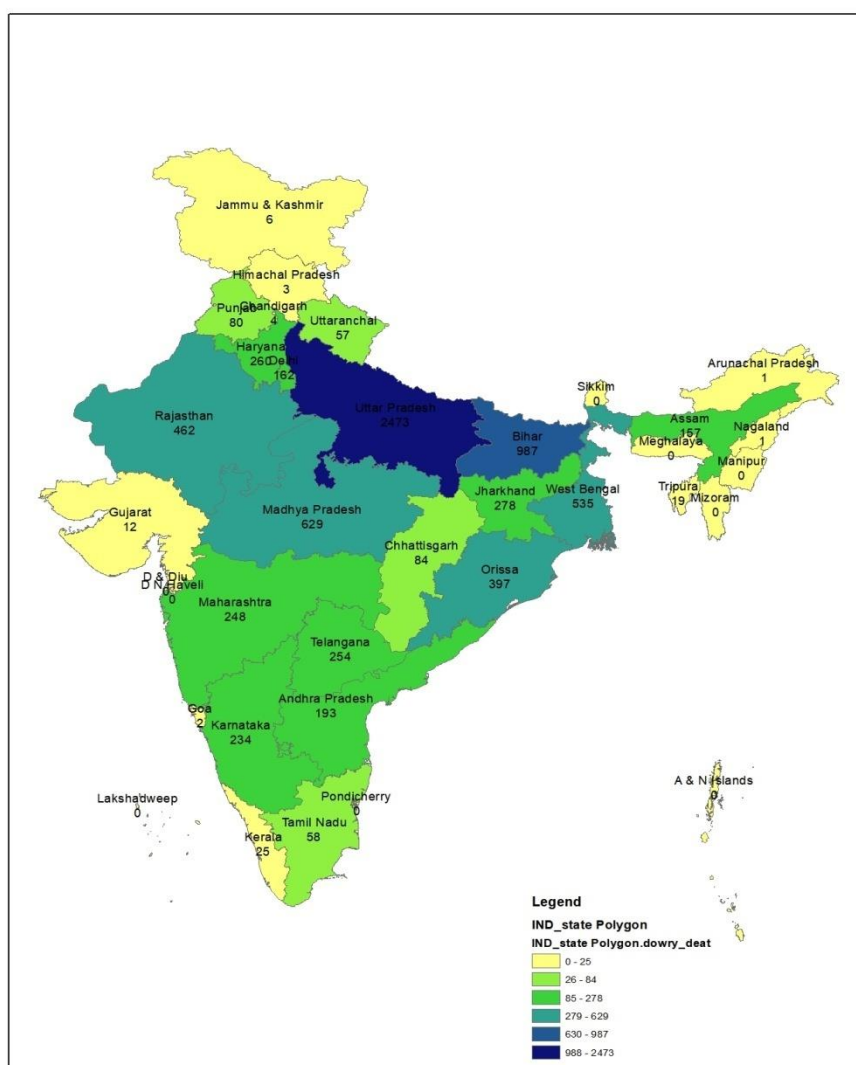 Jammu & Kashmir
6
Himachal Pradesh
3
Chandigarh
4
Punjab
80
Uttaranchal
57
Haryana
260
Delhi
162
Arunachal Pradesh
1
Sikkim
0
Rajasthan
462
Uttar Pradesh
2473
Assam
157
Nagaland
1
Bihar
987
Meghalaya
0
Manipur
0
Tripura
19
Mizoram
0
Jharkhand
278
West Bengal
535
Gujarat
12
Madhya Pradesh
629
Chhattisgarh
84
Orissa
397
D & Diu
0
D N Haveli
0
Maharashtra
248
Telangana
254
Andhra Pradesh
193
Goa
2
Karnataka
234
A & N Islands
0
Lakshadweep
0
Pondicherry
0
Tamil Nadu
58
Kerala
25
Legend
IND_state Polygon
IND_state Polygon.dowry_deat
0 - 25
26 - 84
85 - 278
279 - 629
630 - 987
988 - 2473